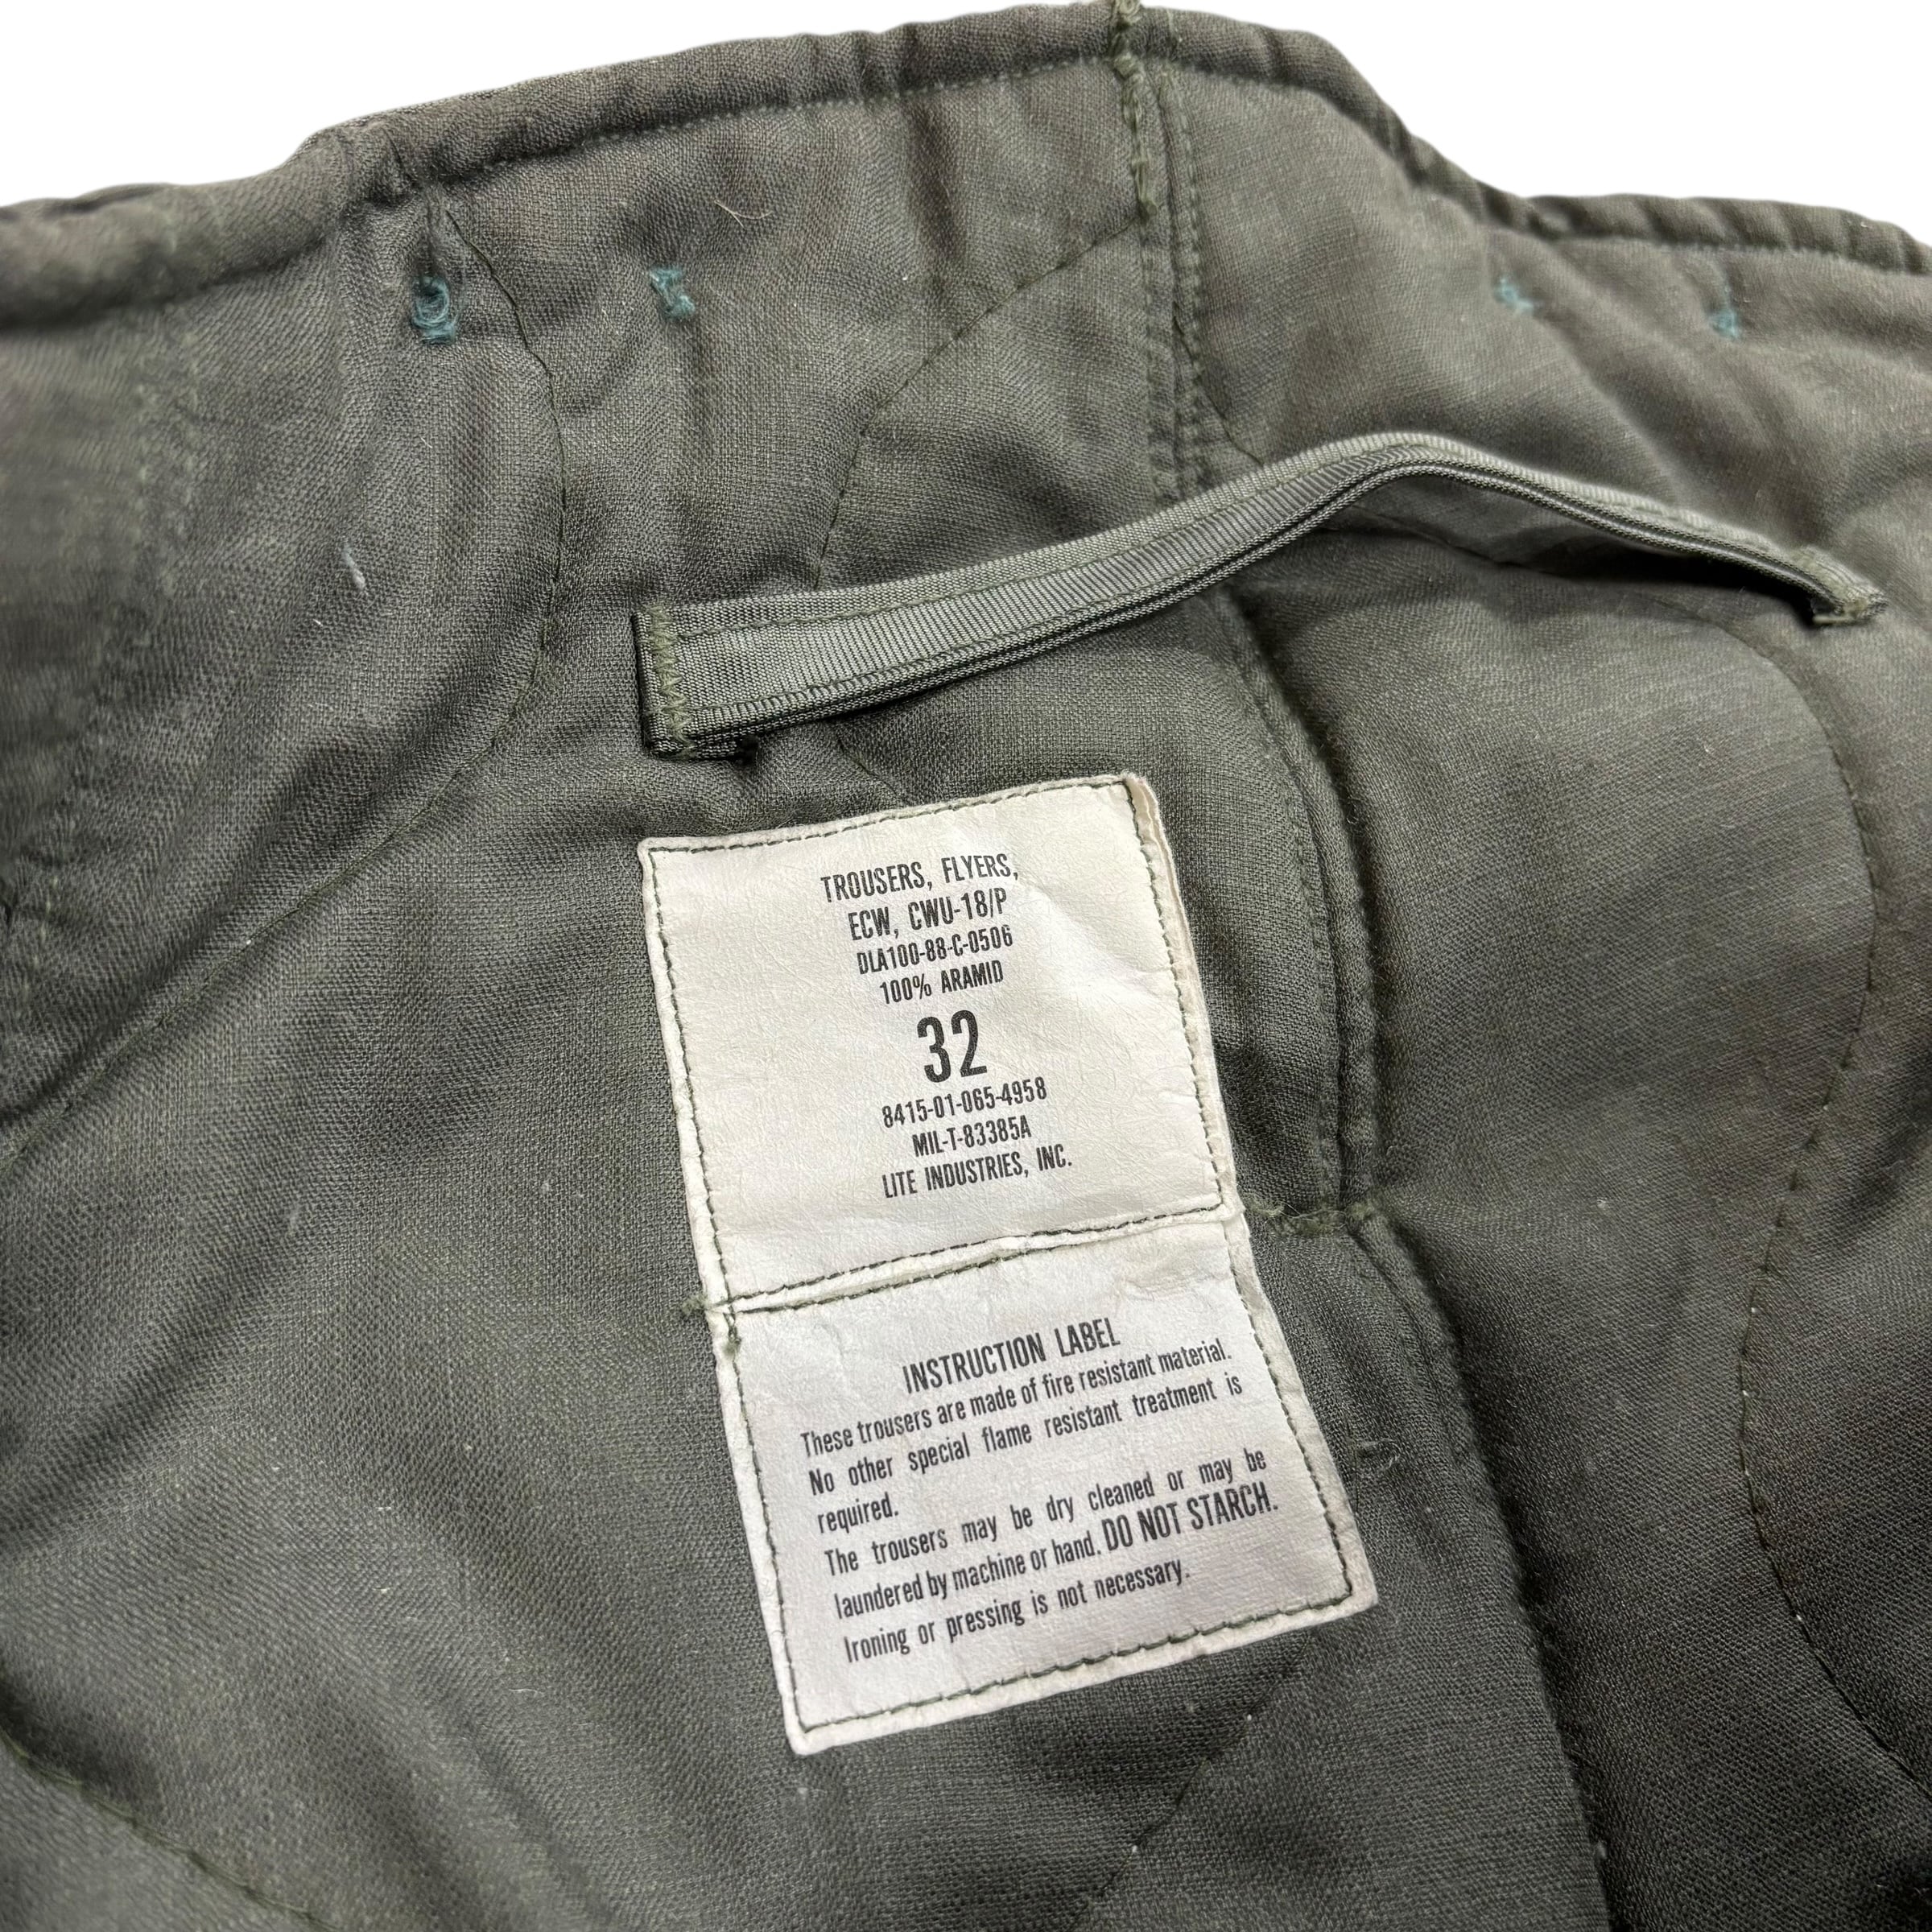 TROUSERS, FLYERS,
ECW, CWU-18/P
DLA100-88-C-0506
100% ARAMID
32
8415-01-065-4958
MIL-T-83385A
LITE INDUSTRIES, INC.
INSTRUCTION LABEL
These trousers are made of fire resistant material.
No other special flame resistant treatment is
required.
The trousers may be dry cleaned or may be
laundered by machine or hand. DO NOT STARCH.
Ironing or pressing is not necessary.